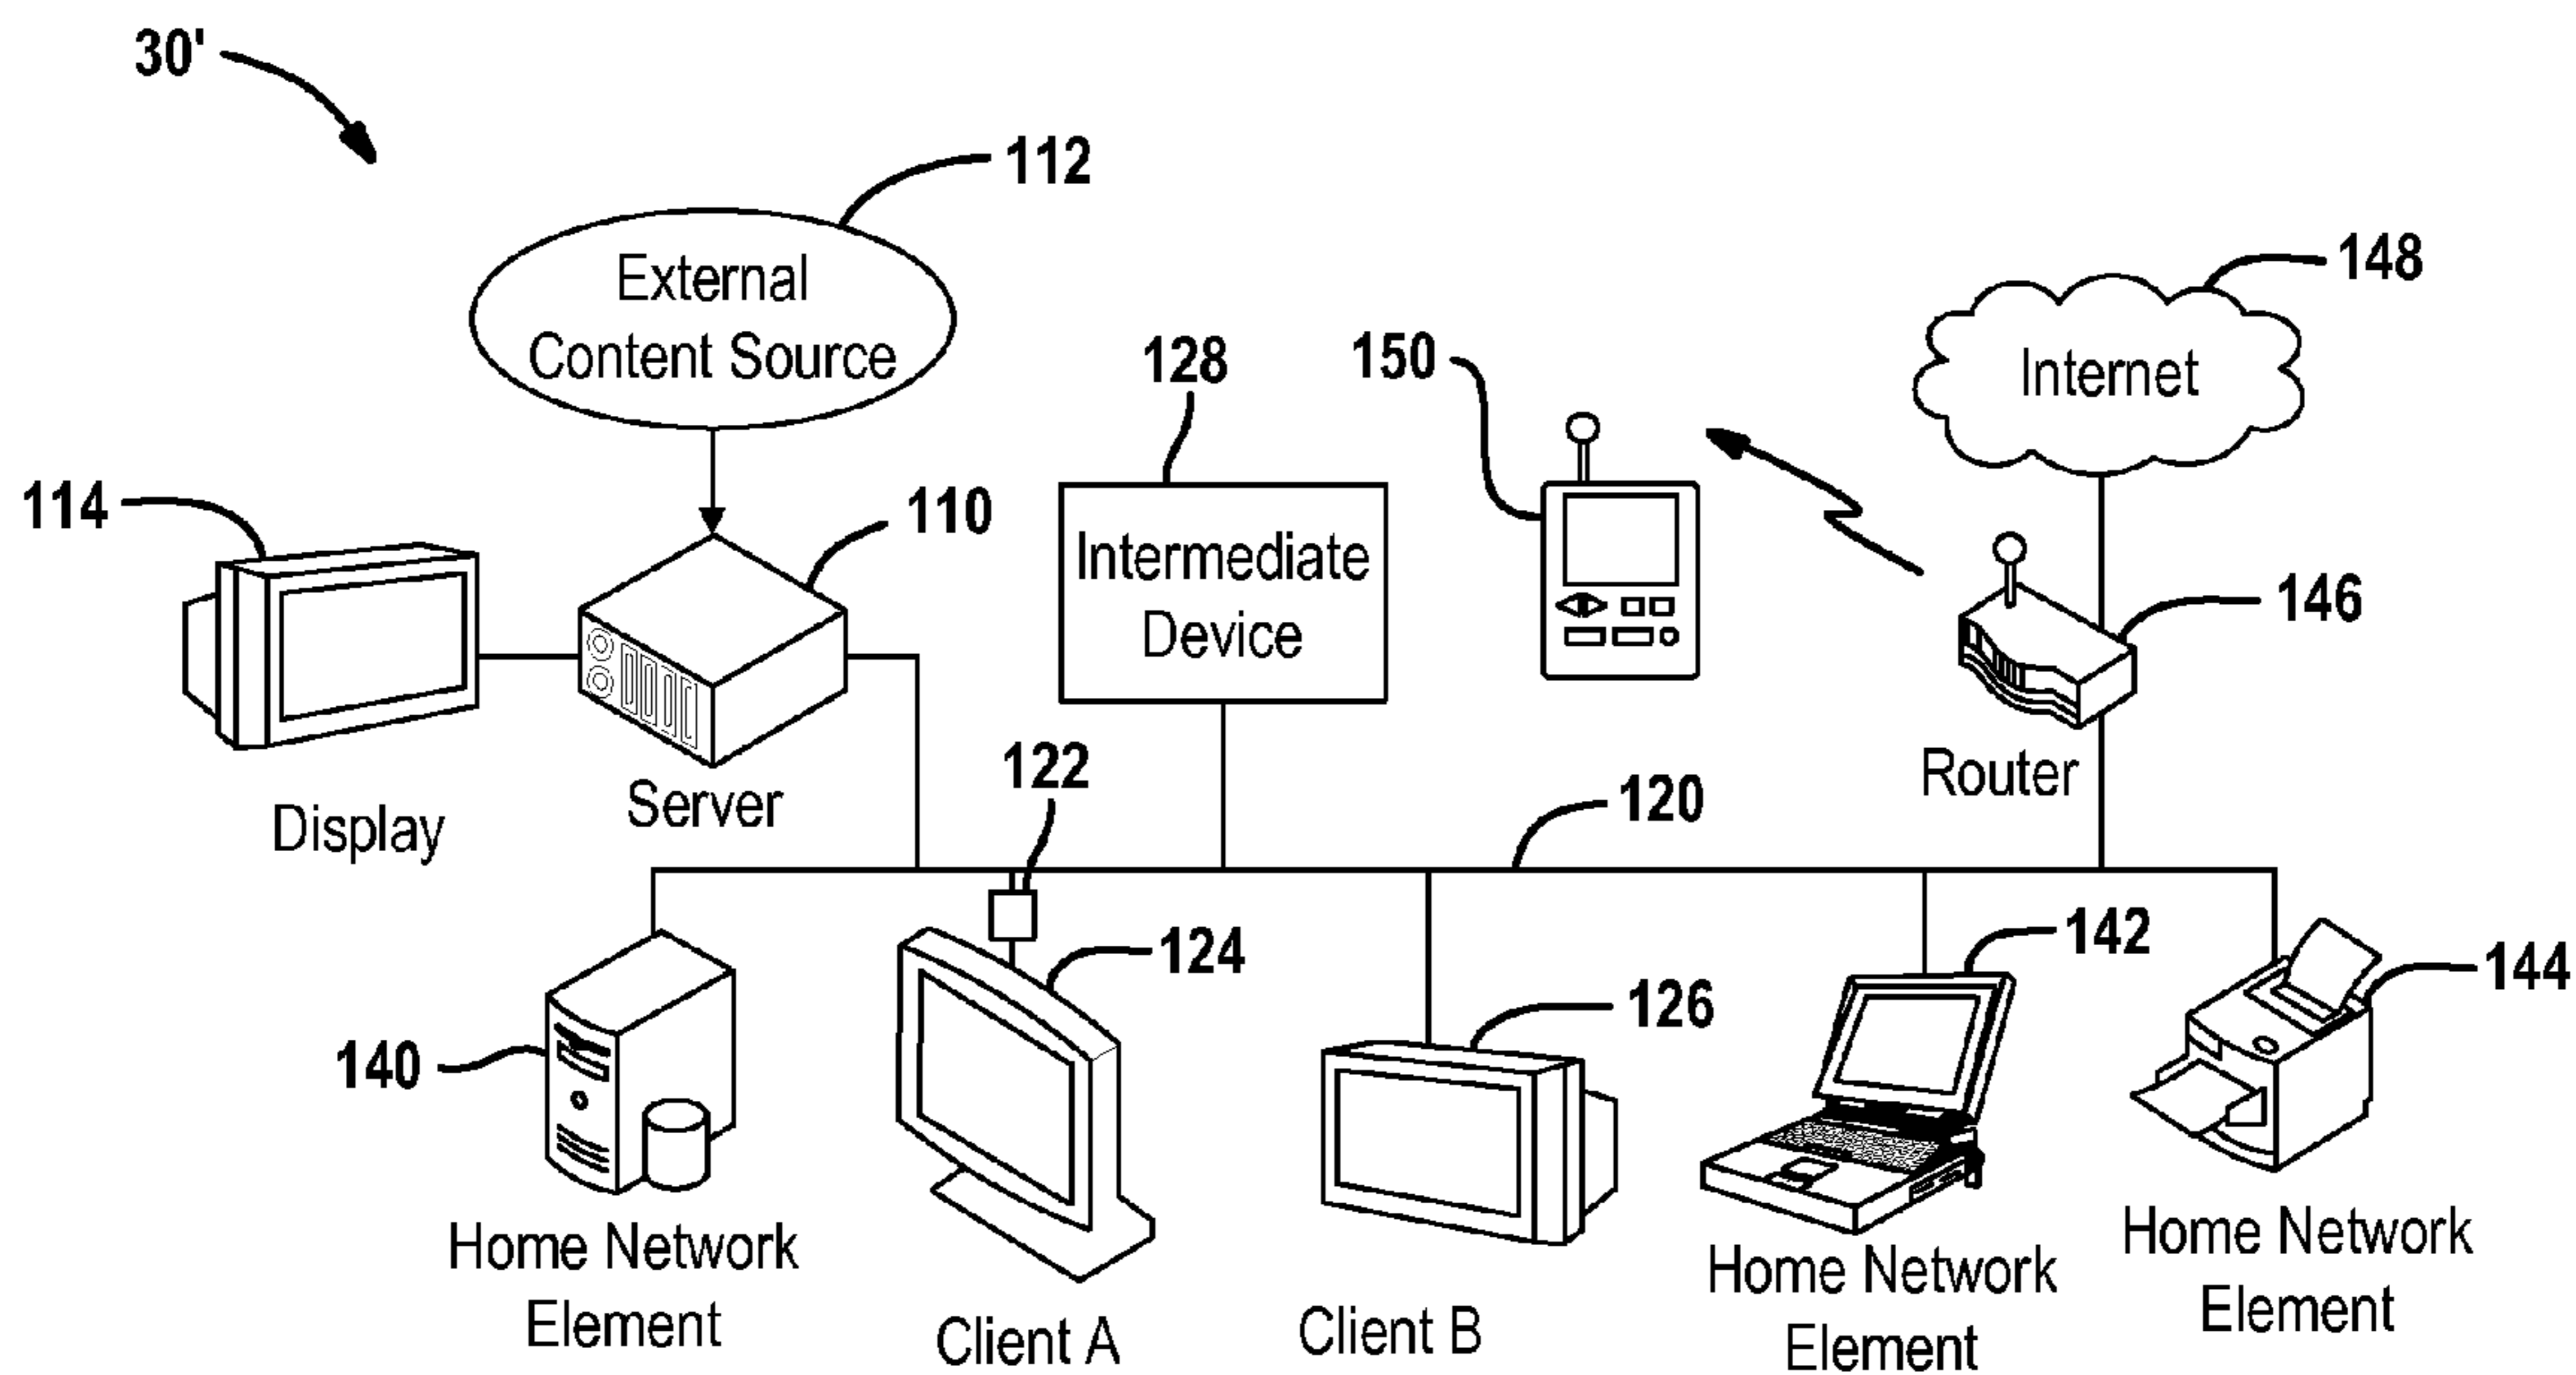 30'
112
External
Content Source
148
Internet
128
150
114
110
Intermediate
Device
146
122
Display
Server
Router
120
124
142
144
126
140
Home Network
Element
Client A
Client B
Home Network
Element
Home Network
Element